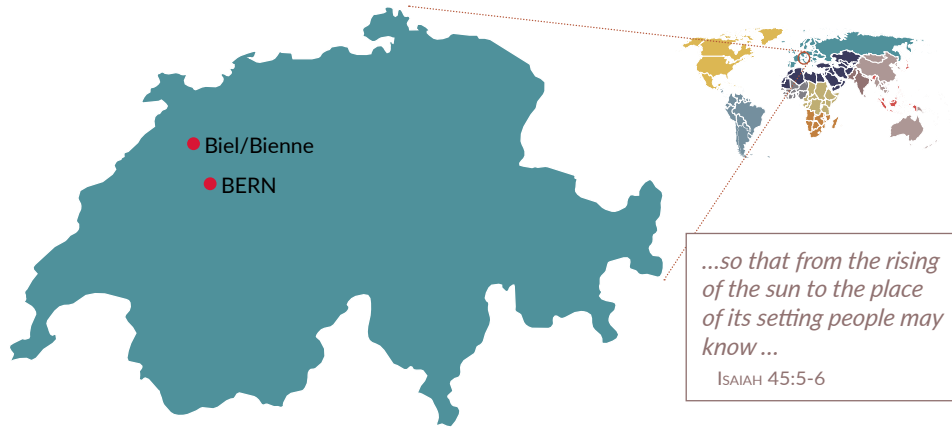 Biel/Bienne
BERN
...so that from the rising
of the sun to the place
of its setting people may
know ...
Isaiah 45:5-6